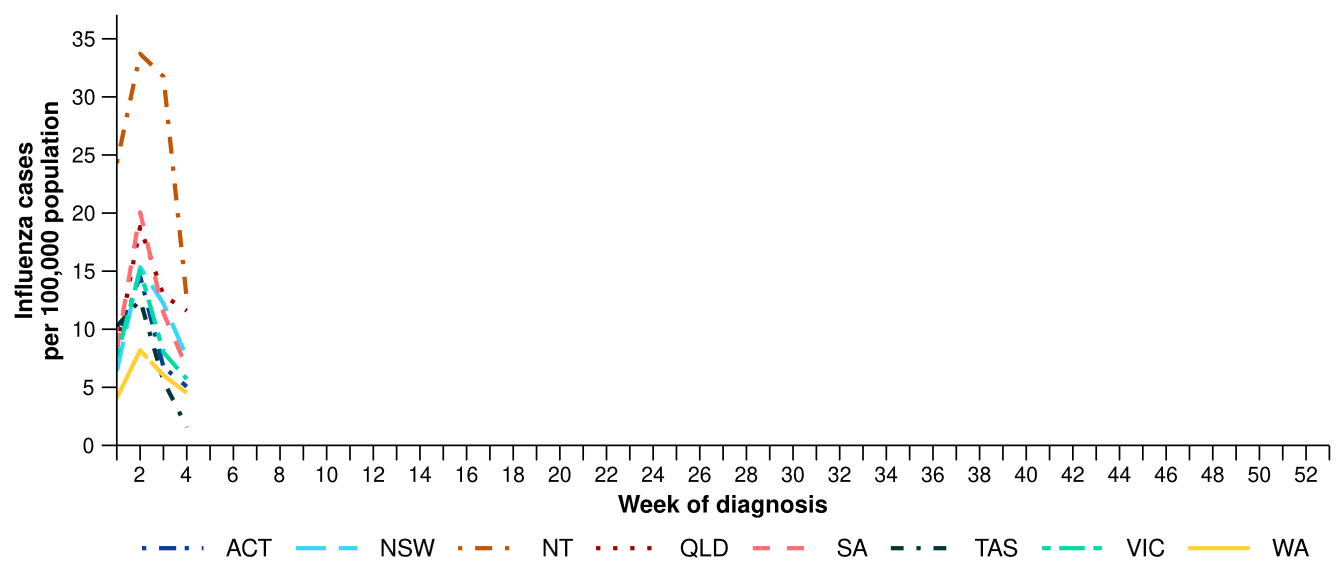 Influenza cases
per 100,000 population
35
30
25
20
15
10
5
0
2 4 6 8 10 12 14 16 18 20 22 24 26 28 30 32 34 36 38 40 42 44 46 48 50 52
Week of diagnosis
ACT NSW NT QLD SA TAS VIC WA